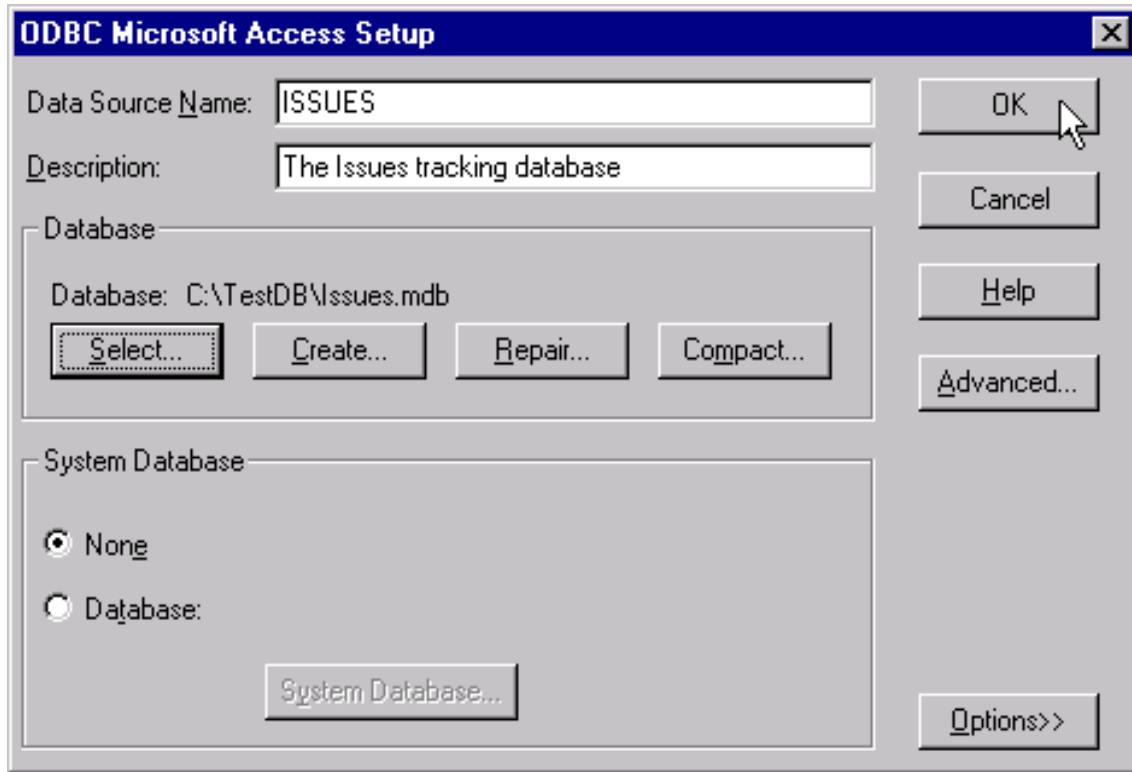 ODBC Microsoft Access Setup
Data Source Name: ISSUES
OK
Description: The Issues tracking database
Cancel
Database
Database: C:\TestDB\Issues.mdb
Help
Select... Create... Repair... Compact...
Advanced...
System Database
None
Database:
System Database...
Options>>